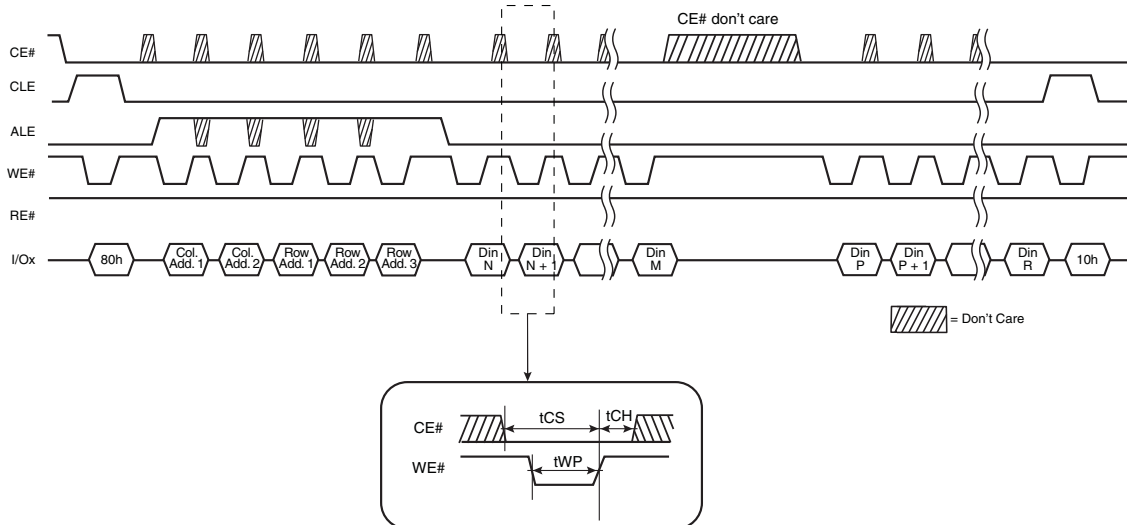 CE# don't care
CE#
CLE
ALE
WE#
RE#
I/Ox
80h
Col.
Add. 1
Col.
Add. 2
Row
Add. 1
Row
Add. 2
Row
Add. 3
Din
N
Din
N + 1
Din
M
Din
P
Din
P + 1
Din
R
10h
= Don't Care
CE#
tCS
tCH
WE#
tWP